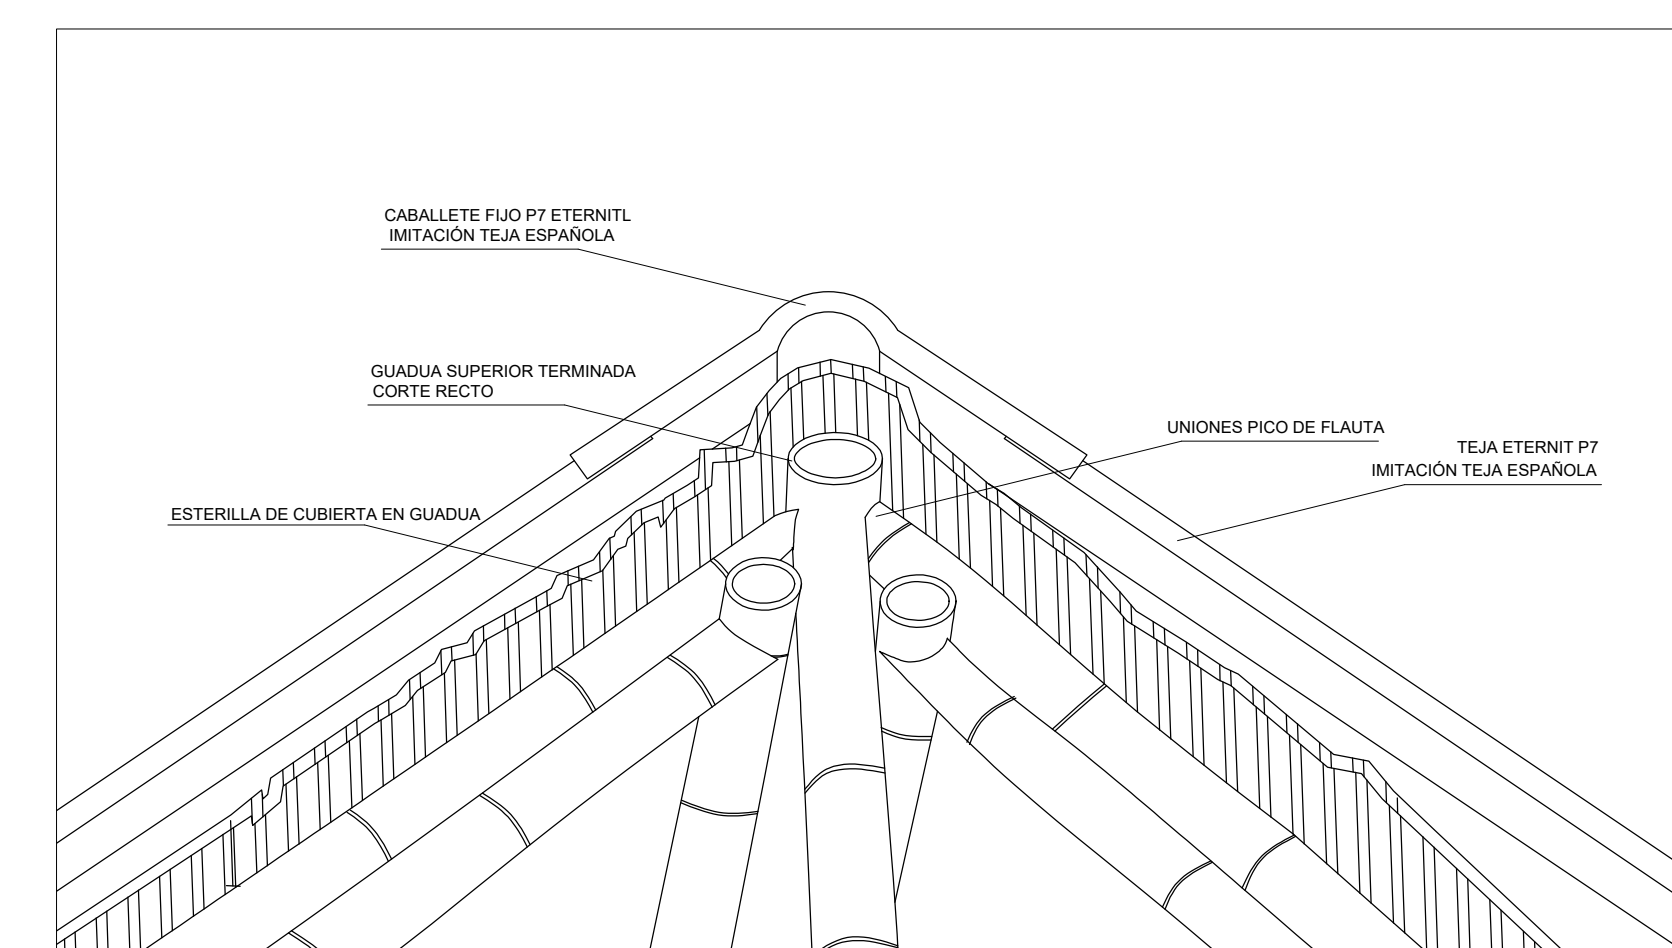 CABALLETE FIJO P7 ETERNITL
IMITACIÓN TEJA ESPAÑOLA
GUADUA SUPERIOR TERMINADA
CORTE RECTO
UNIONES PICO DE FLAUTA
TEJA ETERNIT P7
IMITACIÓN TEJA ESPAÑOLA
ESTERILLA DE CUBIERTA EN GUADUA